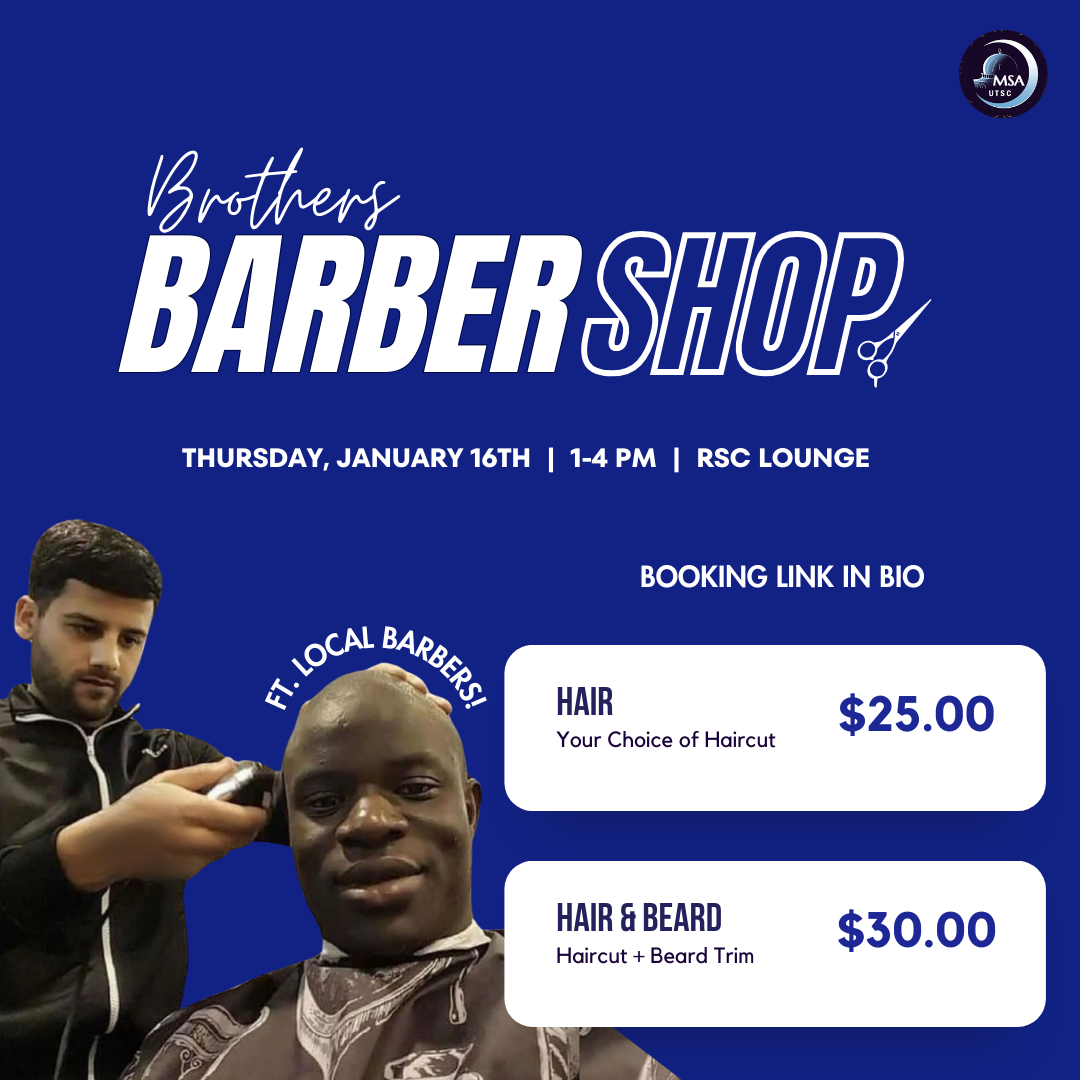 MSA
UTSC
Brothers
BARBER SHOP
THURSDAY, JANUARY 16TH | 1-4 PM | RSC LOUNGE
BOOKING LINK IN BIO
FT. LOCAL BARBERS!
HAIR
Your Choice of Haircut
$25.00
HAIR & BEARD
Haircut + Beard Trim
$30.00